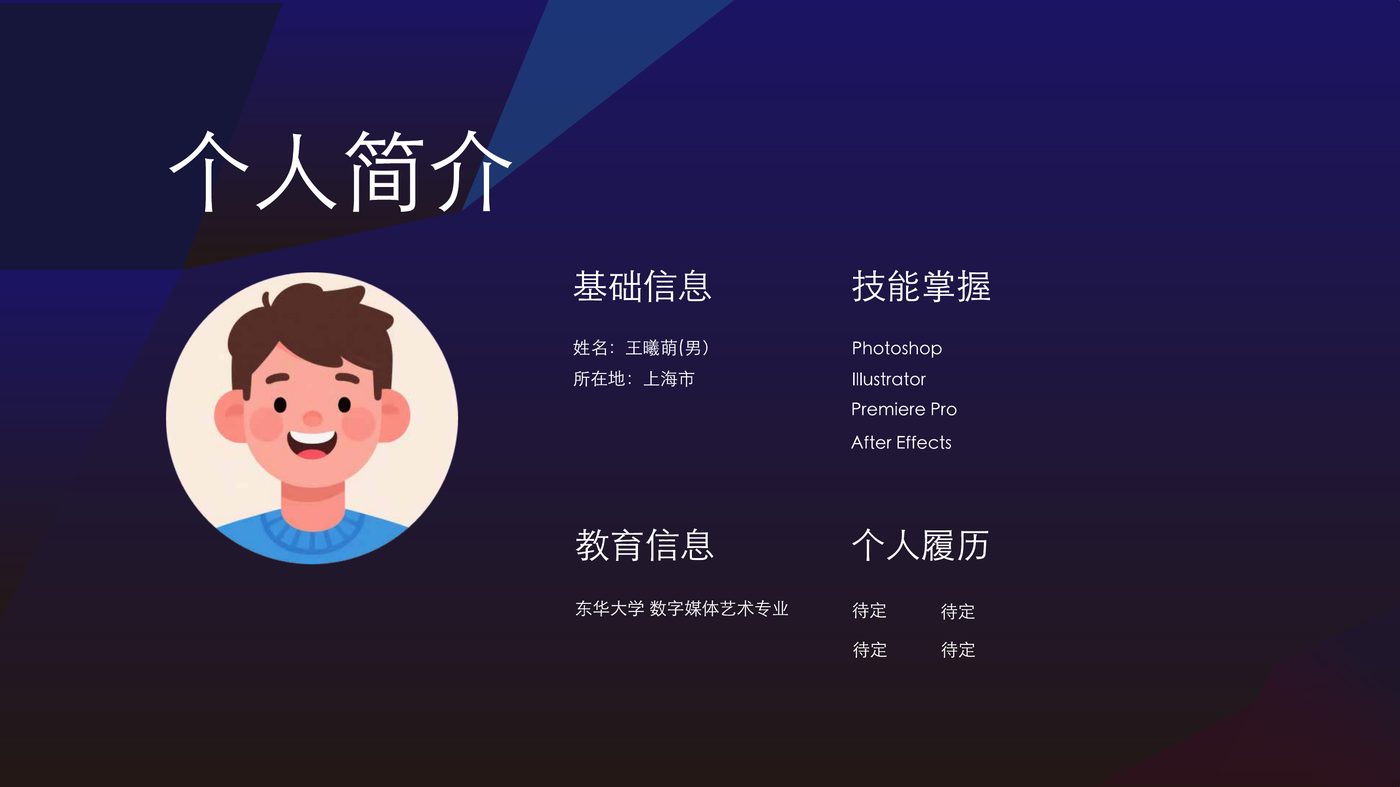 个人简介
基础信息
姓名：王曦萌(男）
所在地：上海市
技能掌握
Photoshop
Illustrator
Premiere Pro
After Effects
教育信息
东华大学 数字媒体艺术专业
个人履历
待定 待定
待定 待定